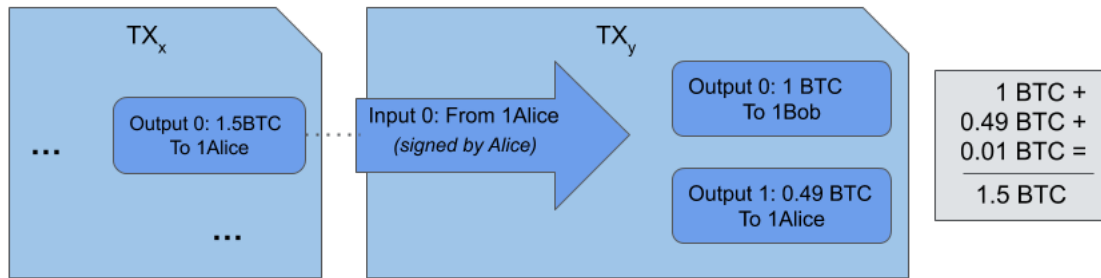 TXx
Output 0: 1.5BTC
To 1Alice
...
...
TXy
Input 0: From 1Alice
(signed by Alice)
Output 0: 1 BTC
To 1Bob
Output 1: 0.49 BTC
To 1Alice
1 BTC +
0.49 BTC +
0.01 BTC =
1.5 BTC